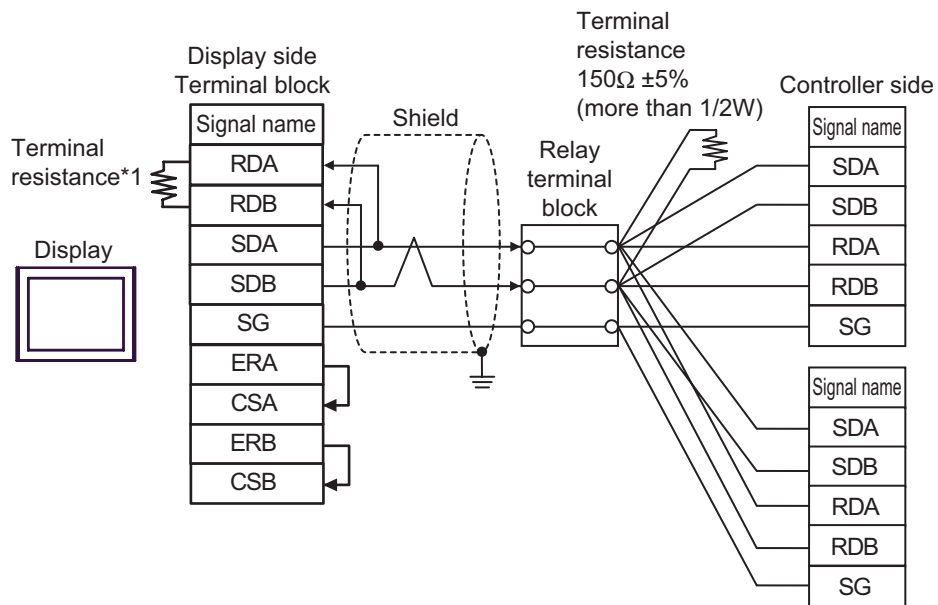 Display side
Terminal block
Signal name
RDA
RDB
SDA
SDB
SG
ERA
CSA
ERB
CSB
Terminal
resistance*1
Display
Shield
Relay
terminal
block
Terminal
resistance
150Ω ±5%
(more than 1/2W)
Controller side
Signal name
SDA
SDB
RDA
RDB
SG
Signal name
SDA
SDB
RDA
RDB
SG